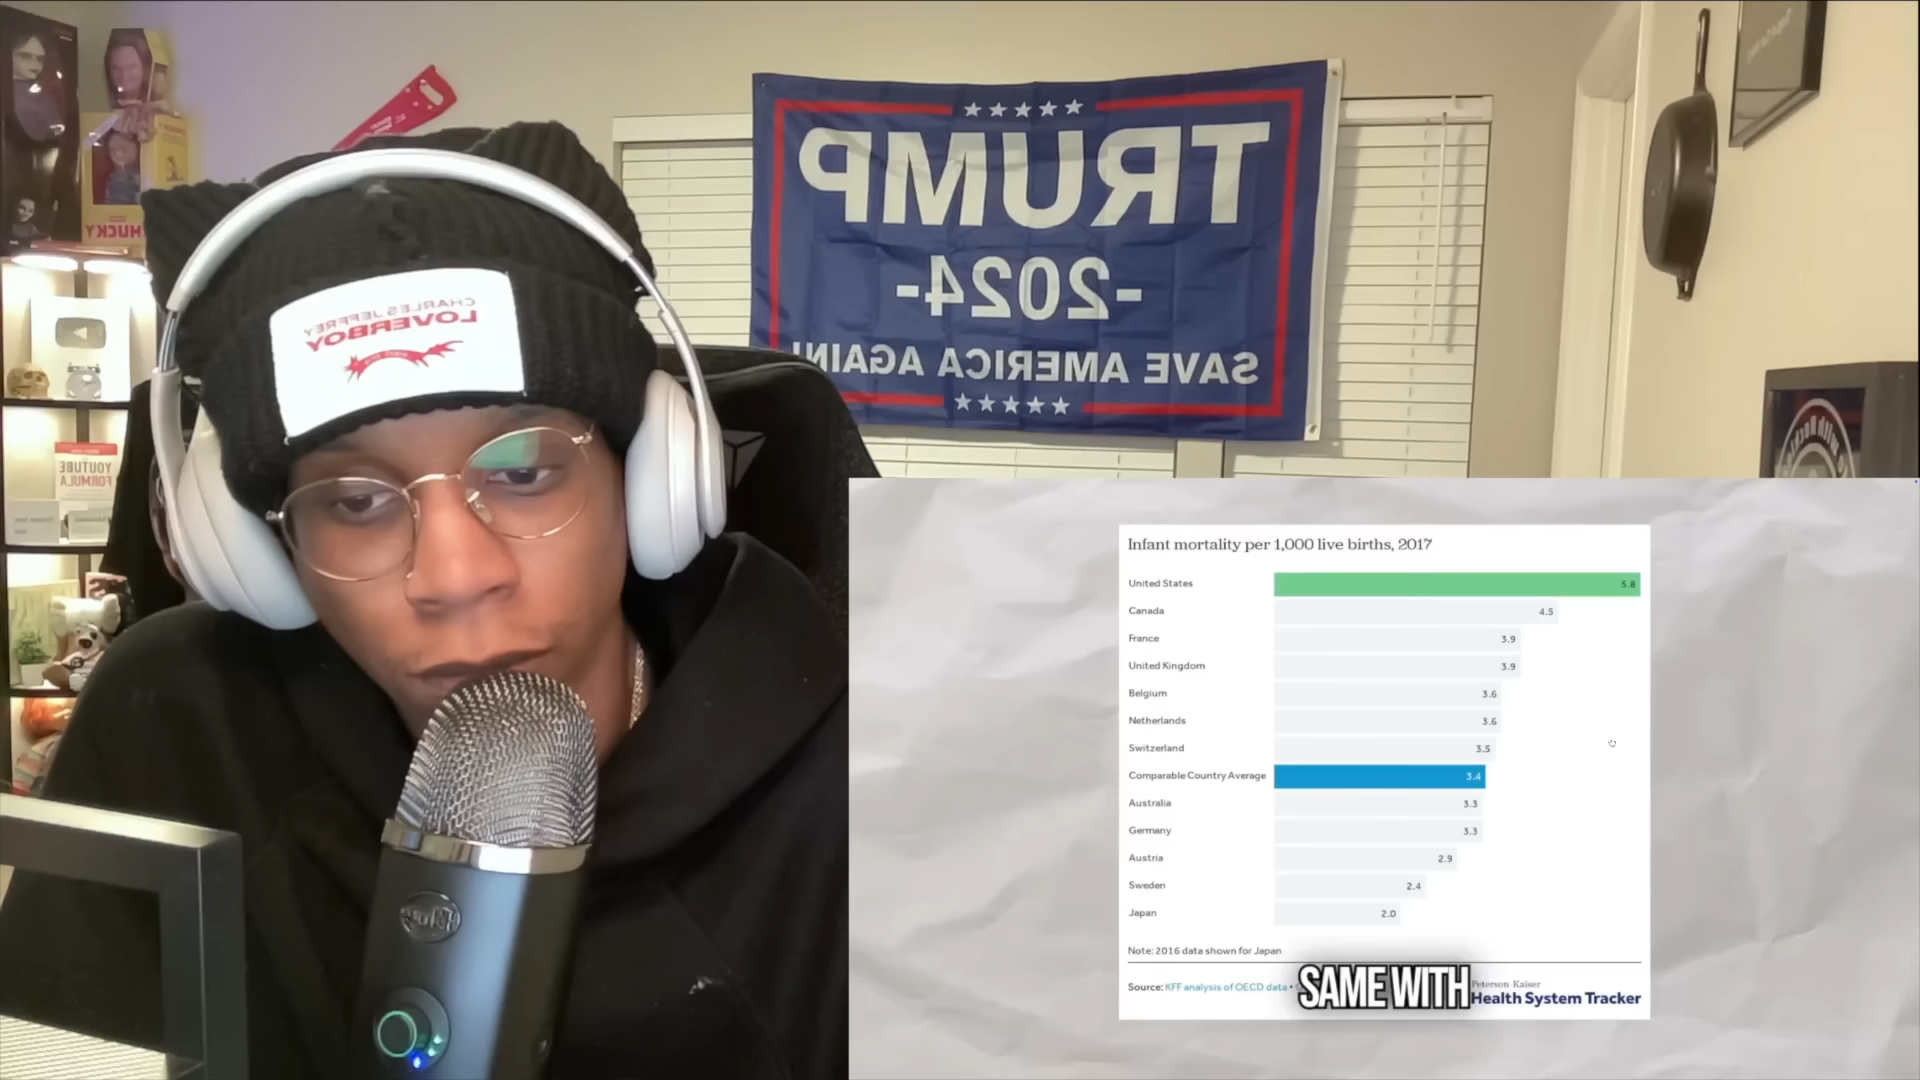 TRUMP
-2024-
SAVE AMERICA AGAIN!
CHARLES JEFFREY
LOVERBOY
CHUCKY
YOUTUBE
FORMULA
Infant mortality per 1,000 live births, 2017
United States 5.8
Canada 4.5
France 3.9
United Kingdom 3.9
Belgium 3.6
Netherlands 3.6
Switzerland 3.5
Comparable Country Average 3.4
Australia 3.3
Germany 3.3
Austria 2.9
Sweden 2.4
Japan 2.0
Note: 2016 data shown for Japan
Source: KFF analysis of OECD data •
SAME WITH
Peterson-Kaiser
Health System Tracker